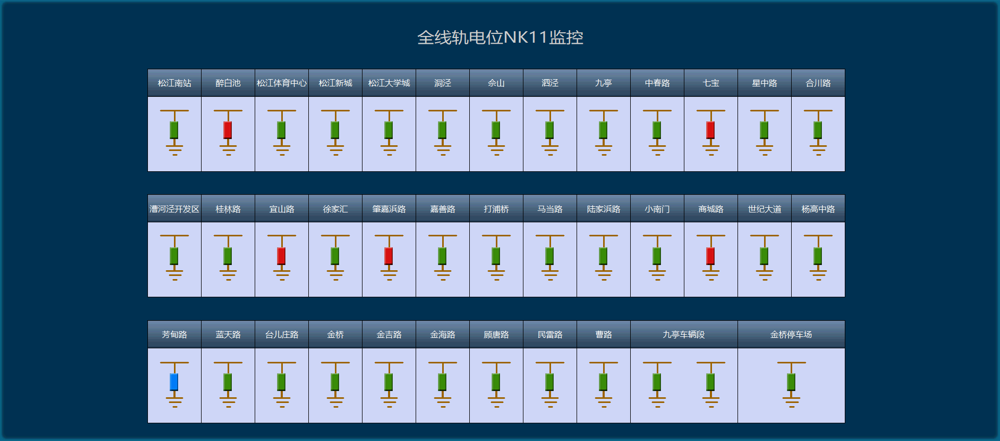 全线轨电位NK11监控
松江南站 醉白池 松江体育中心 松江新城 松江大学城 洞泾 佘山 泗泾 九亭 中春路 七宝 星中路 合川路
漕河泾开发区 桂林路 宜山路 徐家汇 肇嘉浜路 嘉善路 打浦桥 马当路 陆家浜路 小南门 商城路 世纪大道 杨高中路
芳甸路 蓝天路 台儿庄路 金桥 金吉路 金海路 顾唐路 民雷路 曹路 九亭车辆段 金桥停车场